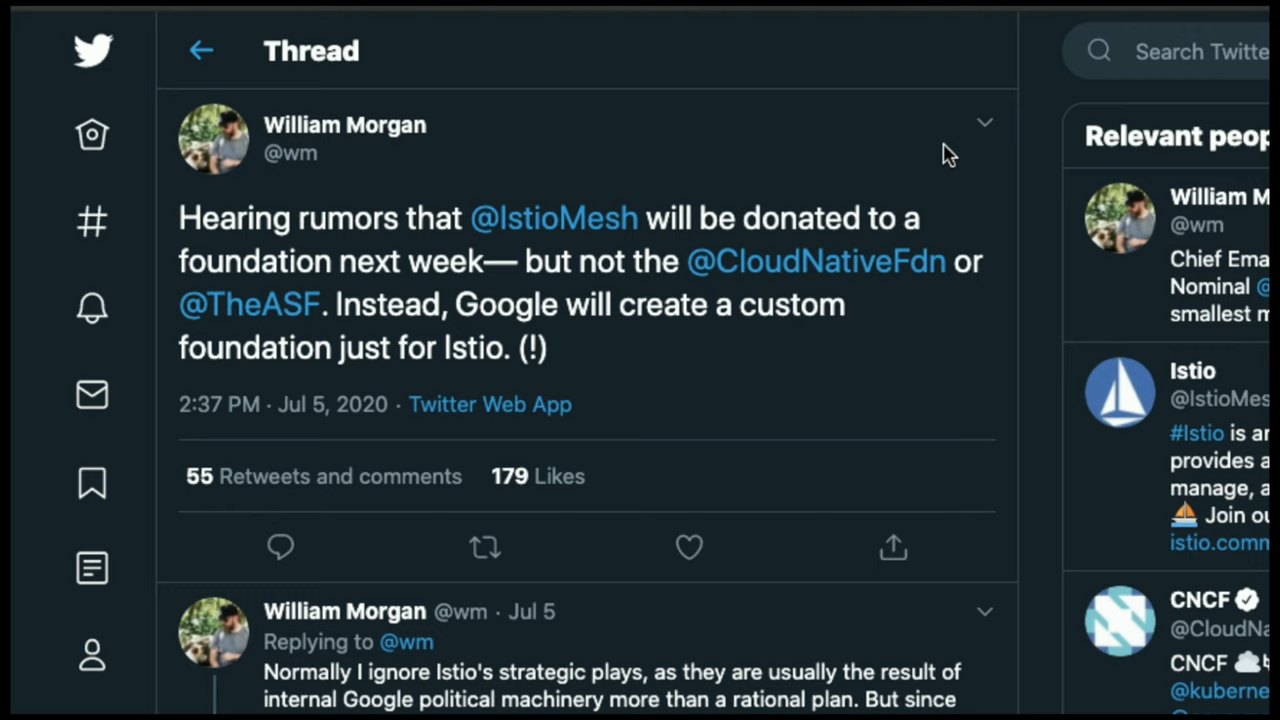 Thread
Search Twitte
William Morgan
@wm
Hearing rumors that @IstioMesh will be donated to a
foundation next week— but not the @CloudNativeFdn or
@TheASF. Instead, Google will create a custom
foundation just for Istio. (!)
2:37 PM · Jul 5, 2020 · Twitter Web App
55 Retweets and comments 179 Likes
William Morgan @wm · Jul 5
Replying to @wm
Normally I ignore Istio's strategic plays, as they are usually the result of
internal Google political machinery more than a rational plan. But since
Relevant peop
William M
@wm
Chief Ema
Nominal @
smallest m
Istio
@IstioMes
#Istio is an
provides a
manage, a
Join ou
istio.comm
CNCF
@CloudNa
CNCF
@kuberne